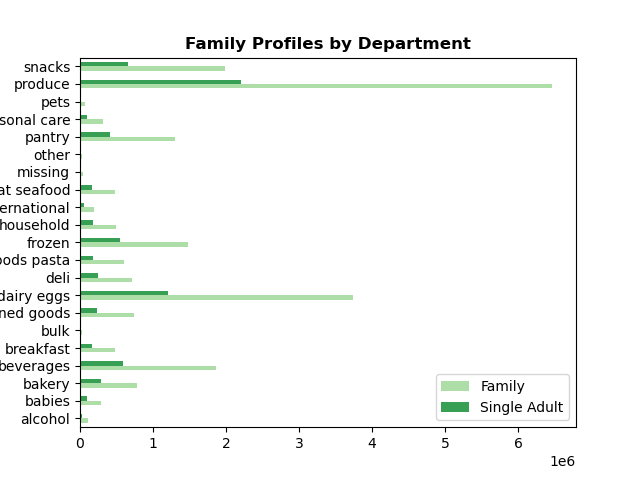 Family Profiles by Department
snacks
produce
pets
sonal care
pantry
other
missing
at seafood
ernational
household
frozen
oods pasta
deli
dairy eggs
ned goods
bulk
breakfast
beverages
bakery
babies
alcohol
Family
Single Adult
0 1 2 3 4 5 6
1e6